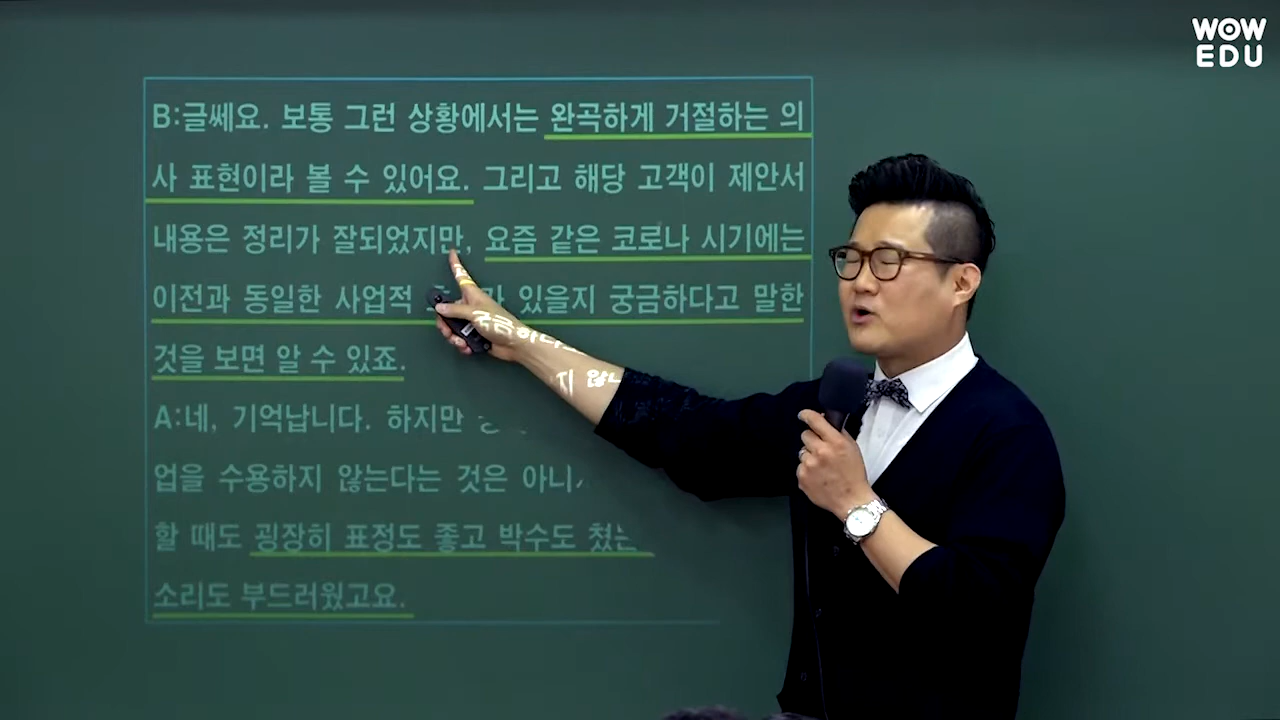 WOW
EDU
B:글쎄요. 보통 그런 상황에서는 완곡하게 거절하는 의
사 표현이라 볼 수 있어요. 그리고 해당 고객이 제안서
내용은 정리가 잘되었지만, 요즘 같은 코로나 시기에는
이전과 동일한 사업적 있을지 궁금하다고 말한
것을 보면 알 수 있죠.
A:네, 기억납니다. 하지만
업을 수용하지 않는다는 것은
할 때도 굉장히 표정도 좋고 박수도
소리도 부드러웠고요.